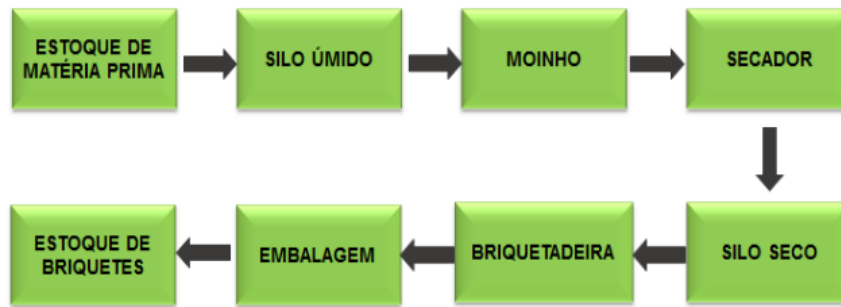 ESTOQUE DE
MATÉRIA PRIMA
SILO ÚMIDO
MOINHO
SECADOR
SILO SECO
BRIQUETADEIRA
EMBALAGEM
ESTOQUE DE
BRIQUETES